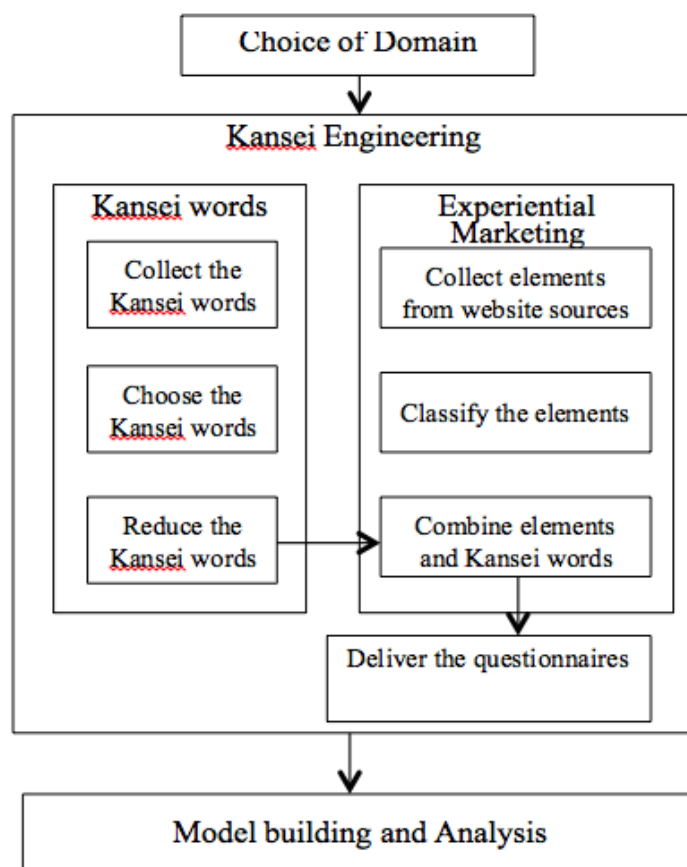 Choice of Domain
Kansei Engineering
Kansei words
Collect the
Kansei words
Choose the
Kansei words
Reduce the
Kansei words
Experiential
Marketing
Collect elements
from website sources
Classify the elements
Combine elements
and Kansei words
Deliver the questionnaires
Model building and Analysis